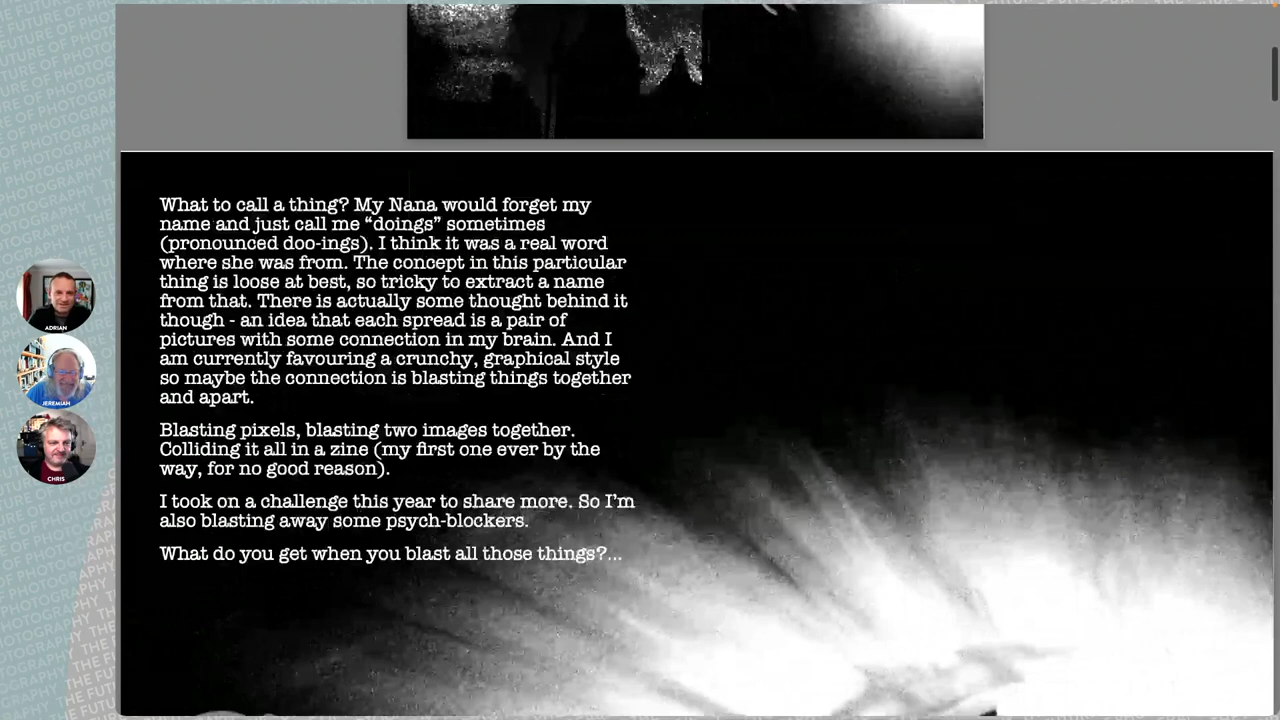 What to call a thing? My Nana would forget my
name and just call me “doings” sometimes
(pronounced doo-ings). I think it was a real word
where she was from. The concept in this particular
thing is loose at best, so tricky to extract a name
from that. There is actually some thought behind it
though - an idea that each spread is a pair of
pictures with some connection in my brain. And I
am currently favouring a crunchy, graphical style
so maybe the connection is blasting things together
and apart.
Blasting pixels, blasting two images together.
Colliding it all in a zine (my first one ever by the
way, for no good reason).
I took on a challenge this year to share more. So I’m
also blasting away some psych-blockers.
What do you get when you blast all those things?...
ADRIAN
JEREMIAH
CHRIS
THE FUTURE OF PHOTOGRAPHY